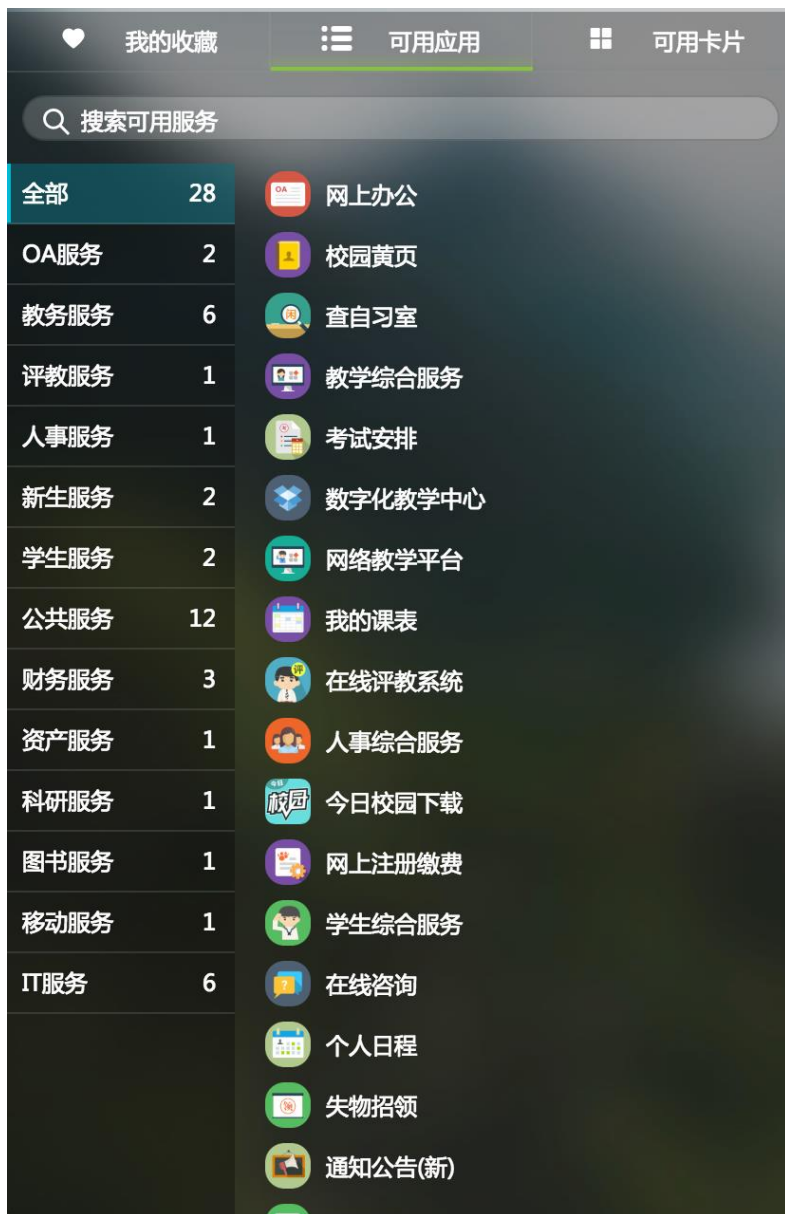 我的收藏
可用应用
可用卡片
搜索可用服务
全部 28
OA服务 2
教务服务 6
评教服务 1
人事服务 1
新生服务 2
学生服务 2
公共服务 12
财务服务 3
资产服务 1
科研服务 1
图书服务 1
移动服务 1
IT服务 6
OA
网上办公
校园黄页
闲
查自习室
教学综合服务
考试安排
数字化教学中心
网络教学平台
我的课表
评
在线评教系统
人事综合服务
今日
校园
今日校园下载
网上注册缴费
学生综合服务
?
在线咨询
个人日程
失物招领
通知公告(新)